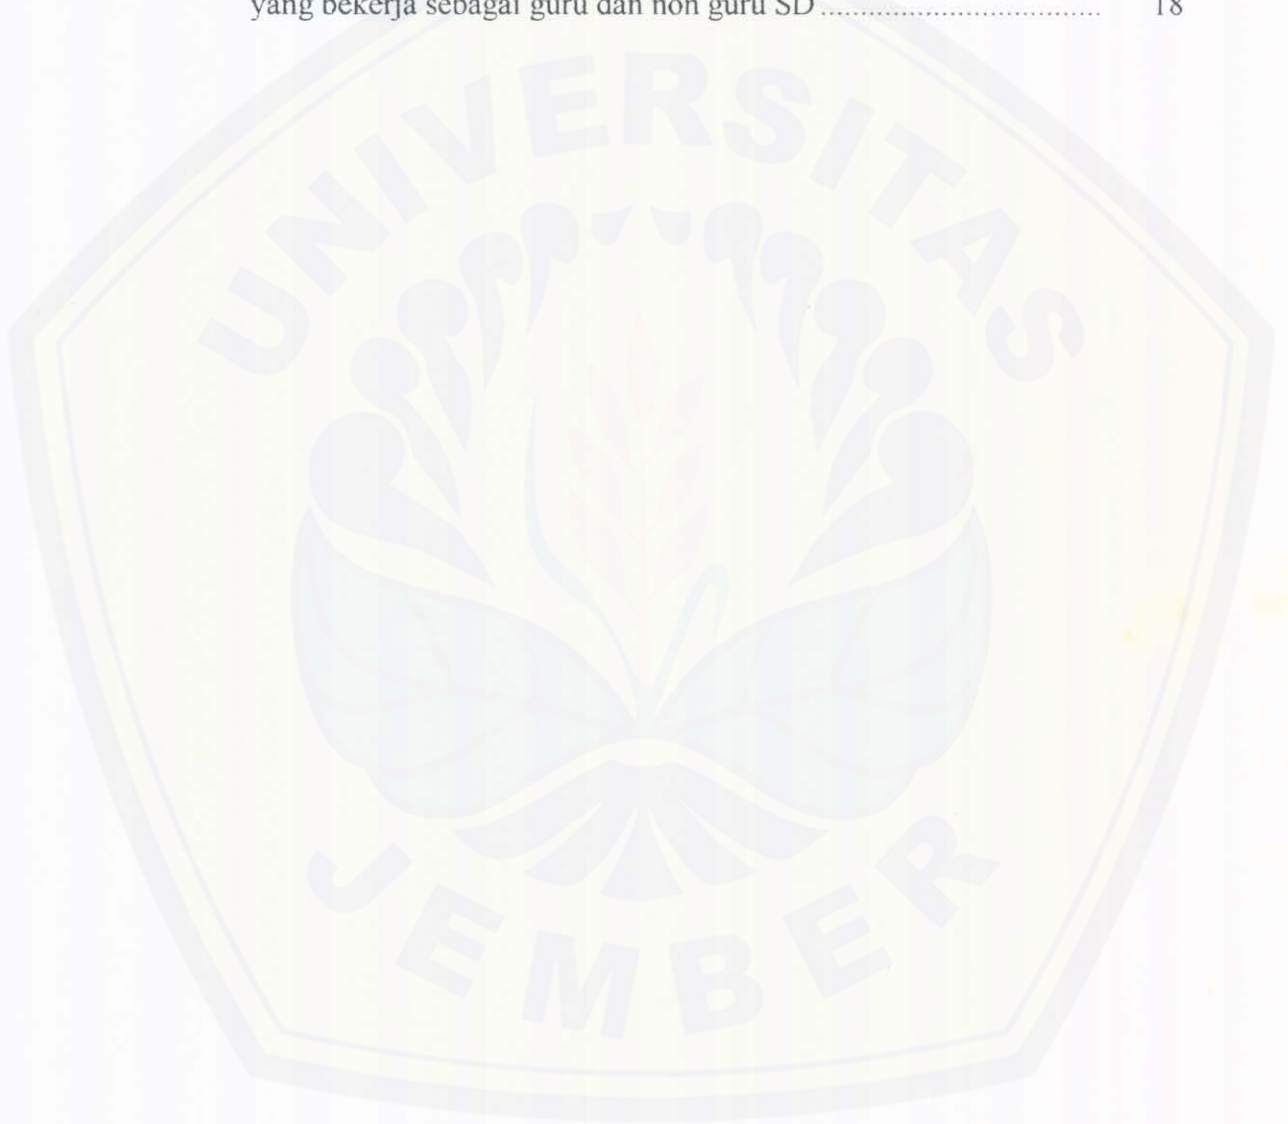 yang bekerja sebagai guru dan non guru SD ................................... 18
UNIVERSITAS
JEMBER